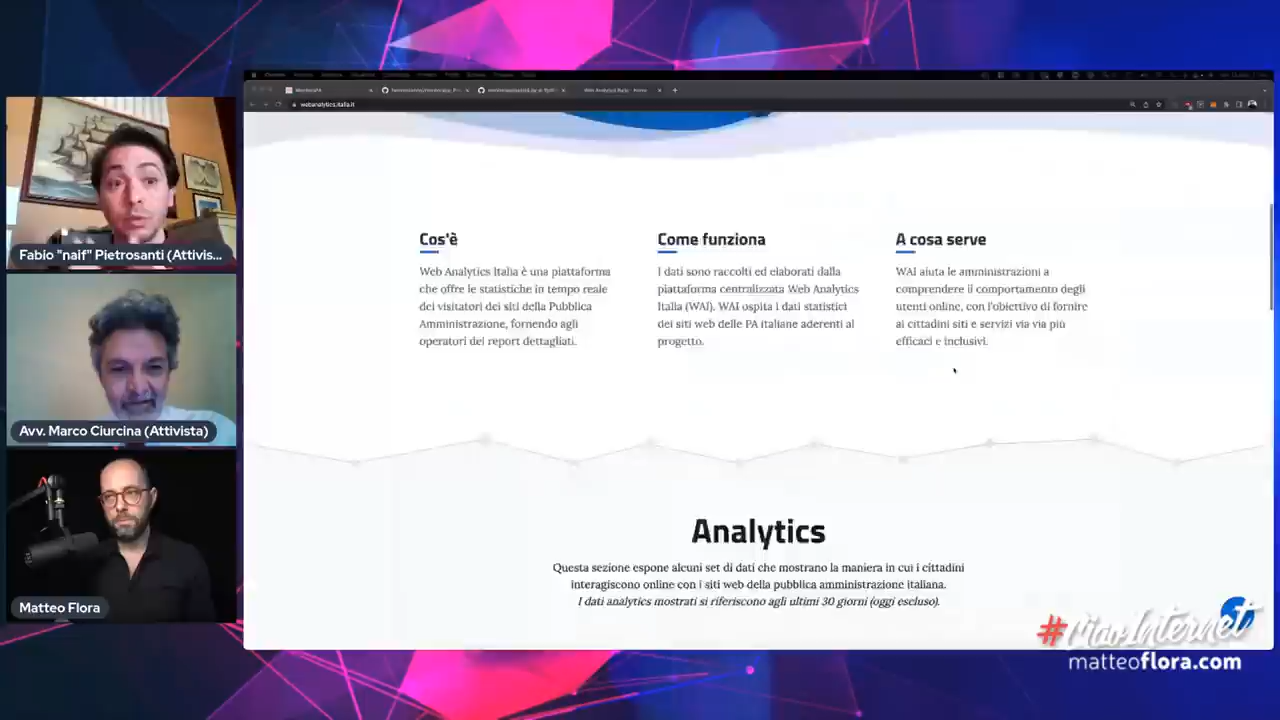 webanalytics.italia.it
Cos'è
Web Analytics Italia è una piattaforma
che offre le statistiche in tempo reale
dei visitatori dei siti della Pubblica
Amministrazione, fornendo agli
operatori dei report dettagliati.
Come funziona
I dati sono raccolti ed elaborati dalla
piattaforma centralizzata Web Analytics
Italia (WAI). WAI ospita i dati statistici
dei siti web delle PA italiane aderenti al
progetto.
A cosa serve
WAI aiuta le amministrazioni a
comprendere il comportamento degli
utenti online, con l'obiettivo di fornire
ai cittadini siti e servizi via via più
efficaci e inclusivi.
Analytics
Questa sezione espone alcuni set di dati che mostrano la maniera in cui i cittadini
interagiscono online con i siti web della pubblica amministrazione italiana.
I dati analytics mostrati si riferiscono agli ultimi 30 giorni (oggi escluso).
Fabio "naif" Pietrosanti (Attivis...
Avv. Marco Ciurcina (Attivista)
Matteo Flora
#CiaoInternet
matteoflora.com